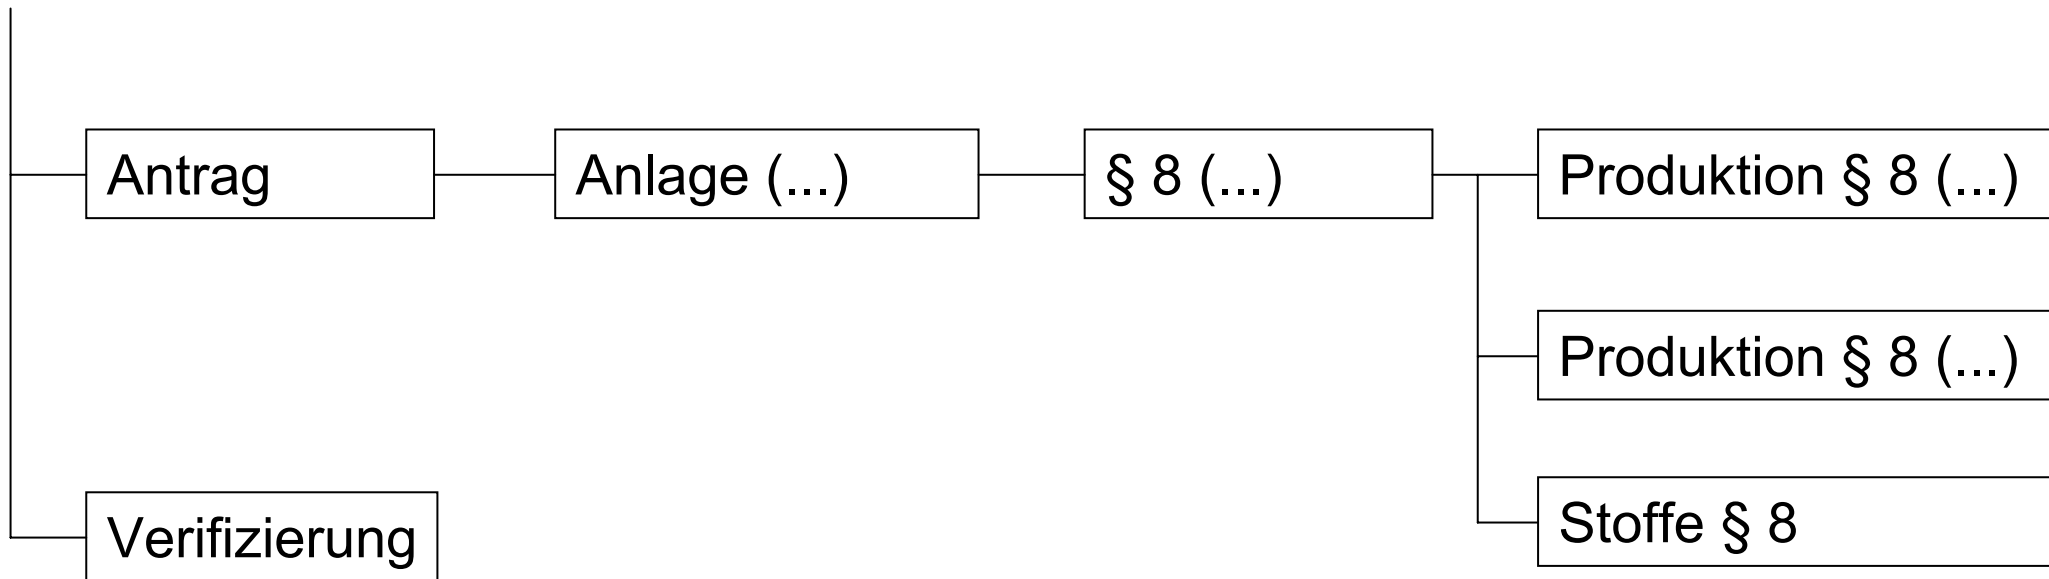 Antrag
Anlage (...)
§ 8 (...)
Produktion § 8 (...)
Produktion § 8 (...)
Stoffe § 8
Verifizierung